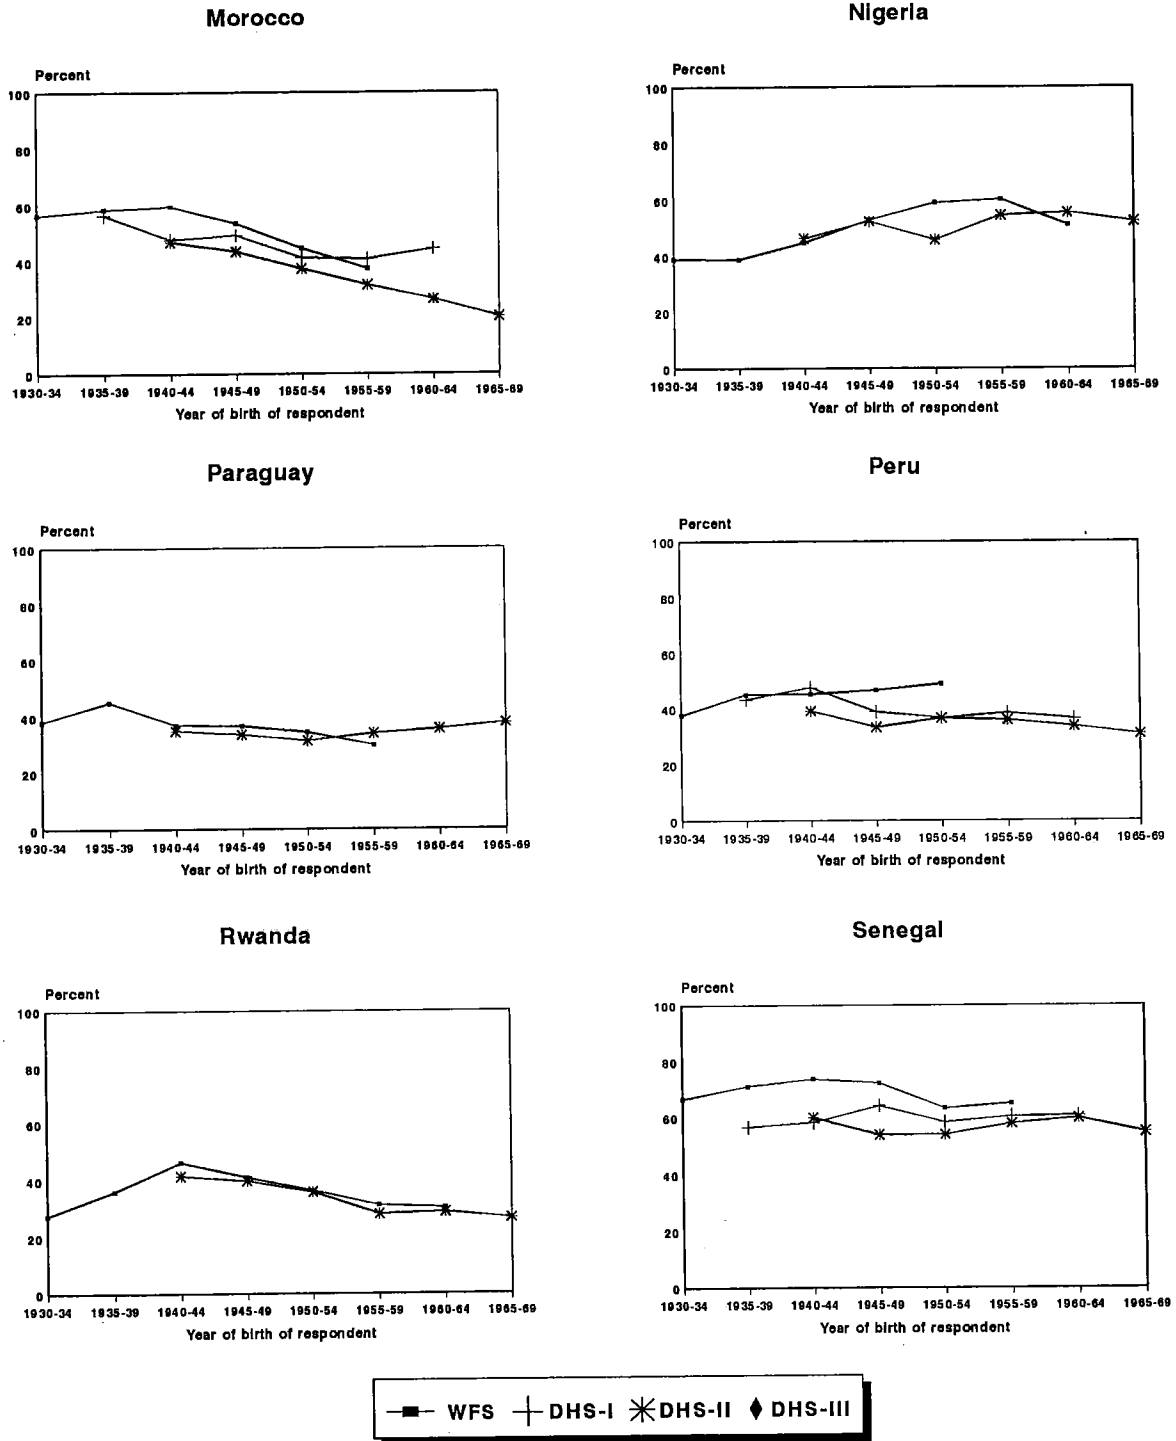 Morocco
Percent
100
80
60
40
20
0
1930-34 1935-39 1940-44 1945-49 1950-54 1955-59 1960-64 1965-69
Year of birth of respondent
Nigeria
Percent
100
80
60
40
20
0
1930-34 1935-39 1940-44 1945-49 1950-54 1955-59 1960-64 1965-69
Year of birth of respondent
Paraguay
Percent
100
80
60
40
20
0
1930-34 1935-39 1940-44 1945-49 1950-54 1955-59 1960-64 1965-69
Year of birth of respondent
Peru
Percent
100
80
60
40
20
0
1930-34 1935-39 1940-44 1945-49 1950-54 1955-59 1960-64 1965-69
Year of birth of respondent
Rwanda
Percent
100
80
60
40
20
0
1930-34 1935-39 1940-44 1945-49 1950-54 1955-59 1960-64 1965-69
Year of birth of respondent
Senegal
Percent
100
80
60
40
20
0
1930-34 1935-39 1940-44 1945-49 1950-54 1955-59 1960-64 1965-69
Year of birth of respondent
WFS DHS-I DHS-II DHS-III